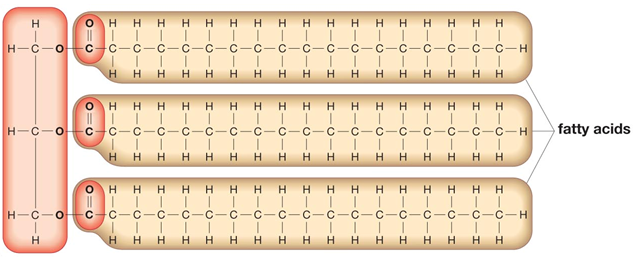 H O H H H H H H H H H H H H H H H H H
H—C—O—C—C—C—C—C—C—C—C—C—C—C—C—C—C—C—C—C—H
H H H H H H H H H H H H H H H H H
O H H H H H H H H H H H H H H H H H
H—C—O—C—C—C—C—C—C—C—C—C—C—C—C—C—C—C—C—C—H
fatty acids
H H H H H H H H H H H H H H H H H
O H H H H H H H H H H H H H H H H H
H—C—O—C—C—C—C—C—C—C—C—C—C—C—C—C—C—C—C—C—H
H H H H H H H H H H H H H H H H H H